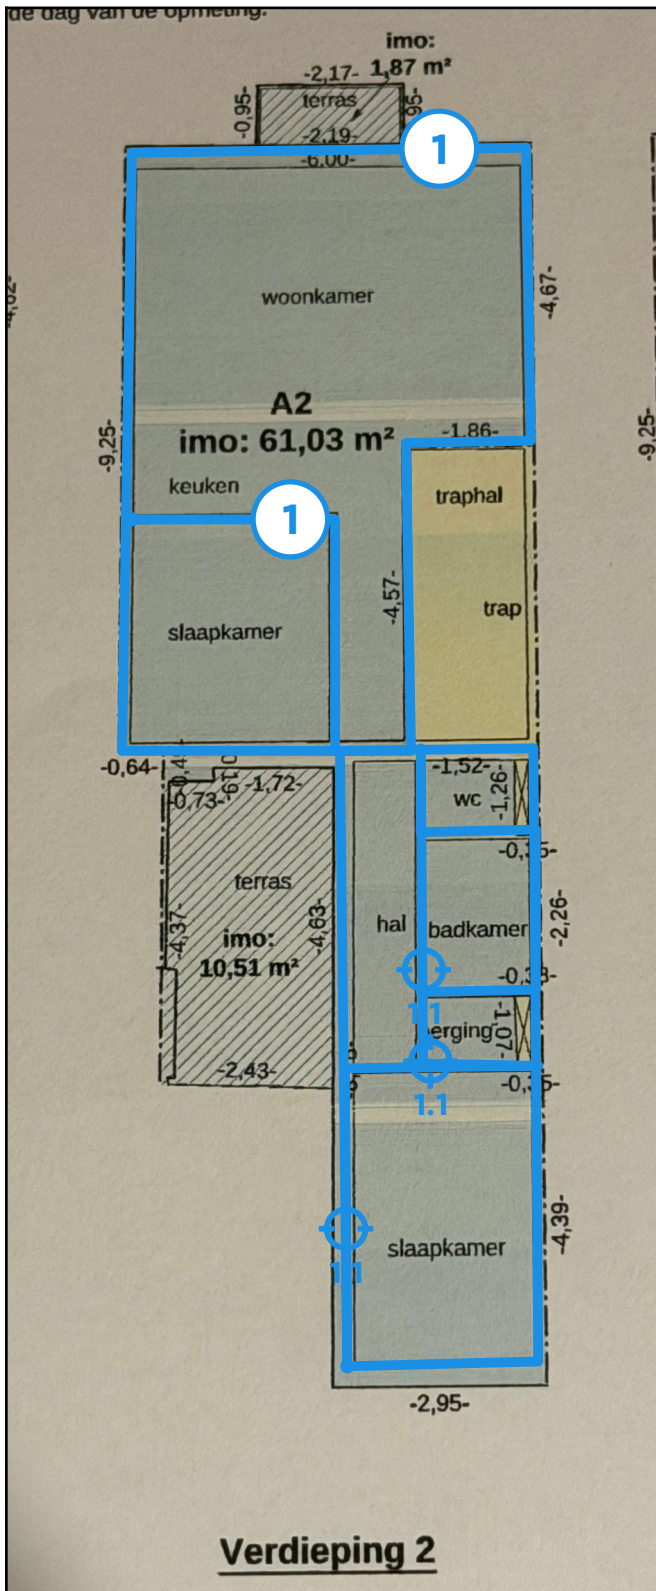 de dag van de opmeting.
imo:
-2,17- 1,87 m²
-0,95-
terras
-2,19-
-6,00-
1
woonkamer
-4,67-
A2
imo: 61,03 m²
-1,86-
-9,25-
-9,25-
keuken
traphal
1
-4,57-
trap
slaapkamer
-0,64-
-0,73-
-1,72-
-1,52-
wc
-1,26-
terras
-4,37-
-4,63-
imo:
10,51 m²
hal
badkamer
-2,26-
1.1
berging
-1,07-
-2,43-
1.1
-4,39-
slaapkamer
1.1
-2,95-
Verdieping 2